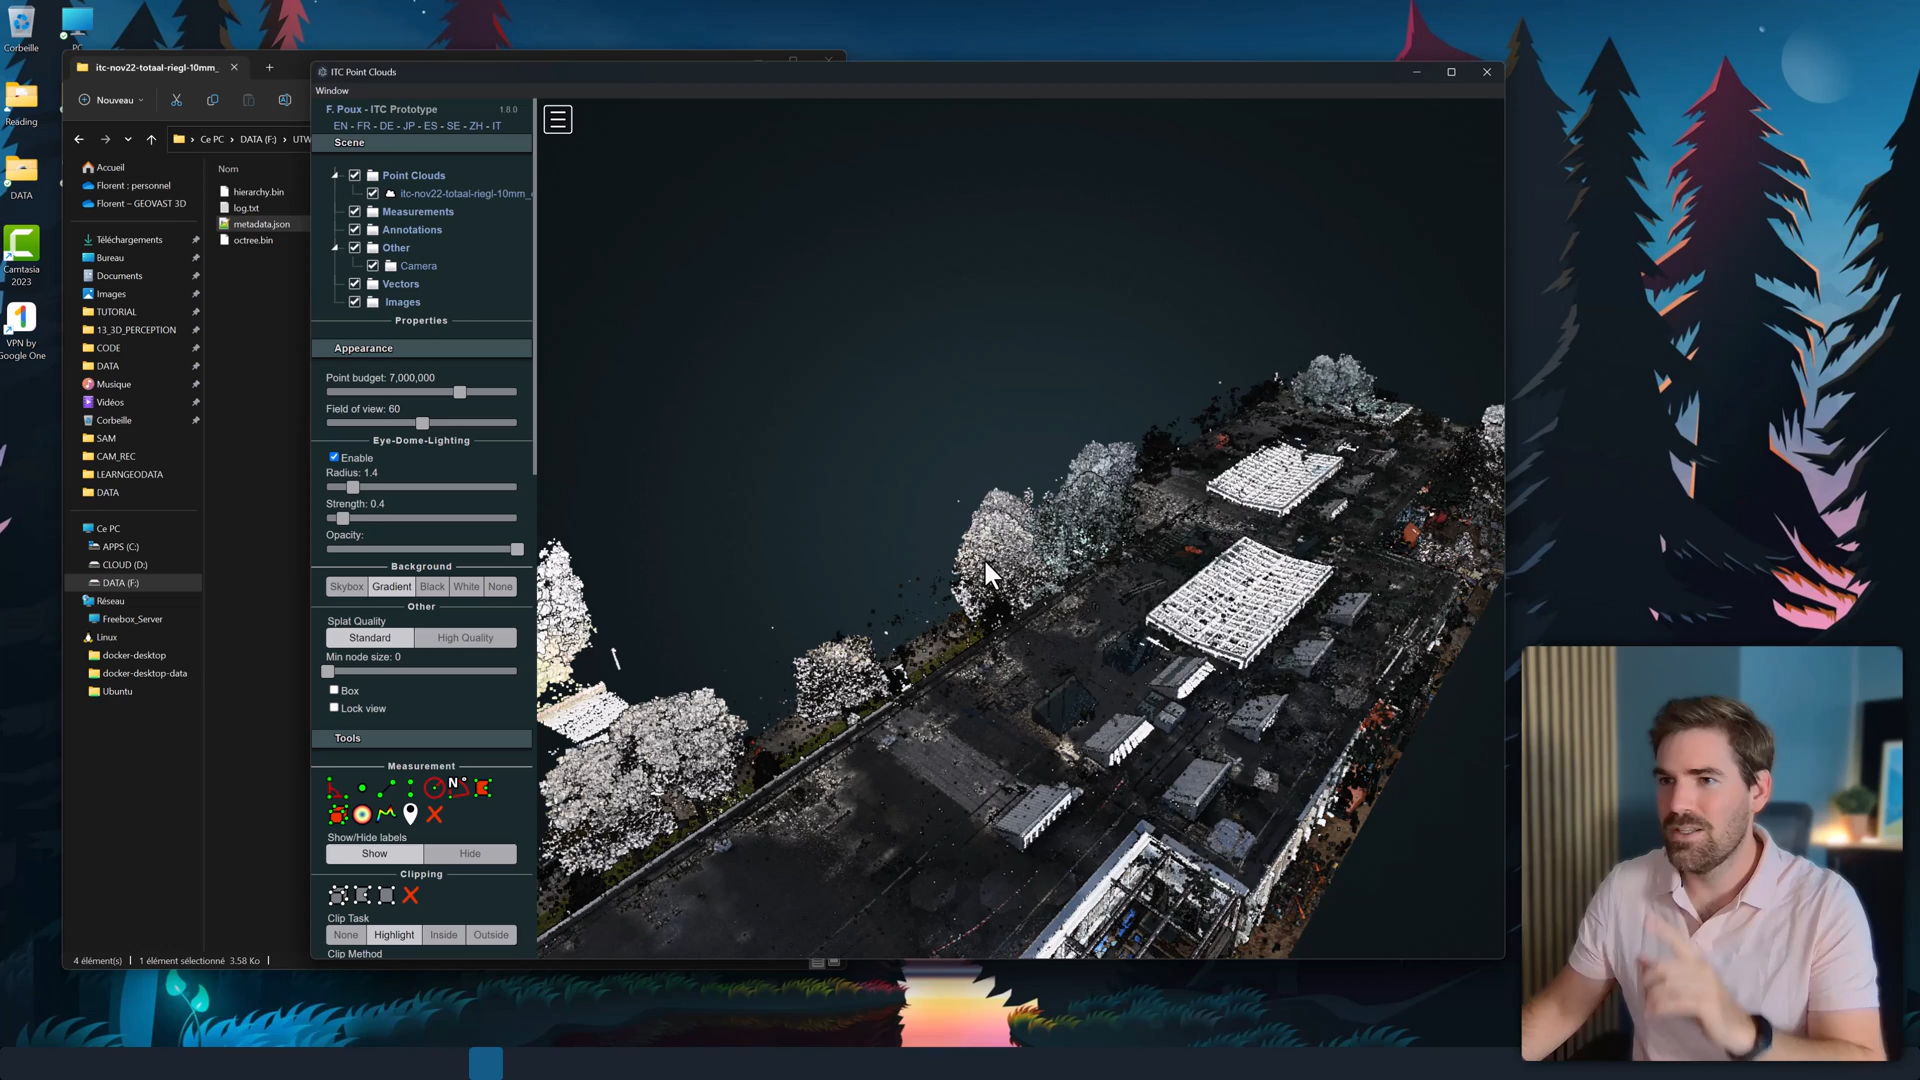 Corbeille
PC
Reading
DATA
Camtasia
2023
VPN by
Google One
itc-nov22-totaal-riegl-10mm_
Nouveau
Ce PC
DATA (F:)
UTW
Accueil
Florent : personnel
Florent – GEOVAST 3D
Téléchargements
Bureau
Documents
Images
TUTORIAL
13_3D_PERCEPTION
CODE
DATA
Musique
Vidéos
Corbeille
SAM
CAM_REC
LEARNGEODATA
DATA
Ce PC
APPS (C:)
CLOUD (D:)
DATA (F:)
Réseau
Freebox_Server
Linux
docker-desktop
docker-desktop-data
Ubuntu
Nom
hierarchy.bin
log.txt
metadata.json
octree.bin
4 élément(s)
1 élément sélectionné 3.58 Ko
ITC Point Clouds
Window
F. Poux - ITC Prototype 1.8.0
EN - FR - DE - JP - ES - SE - ZH - IT
Scene
Point Clouds
itc-nov22-totaal-riegl-10mm_
Measurements
Annotations
Other
Camera
Vectors
Images
Properties
Appearance
Point budget: 7,000,000
Field of view: 60
Eye-Dome-Lighting
Enable
Radius: 1.4
Strength: 0.4
Opacity:
Background
Skybox Gradient Black White None
Other
Splat Quality
Standard High Quality
Min node size: 0
Box
Lock view
Tools
Measurement
N
Show/Hide labels
Show Hide
Clipping
Clip Task
None Highlight Inside Outside
Clip Method